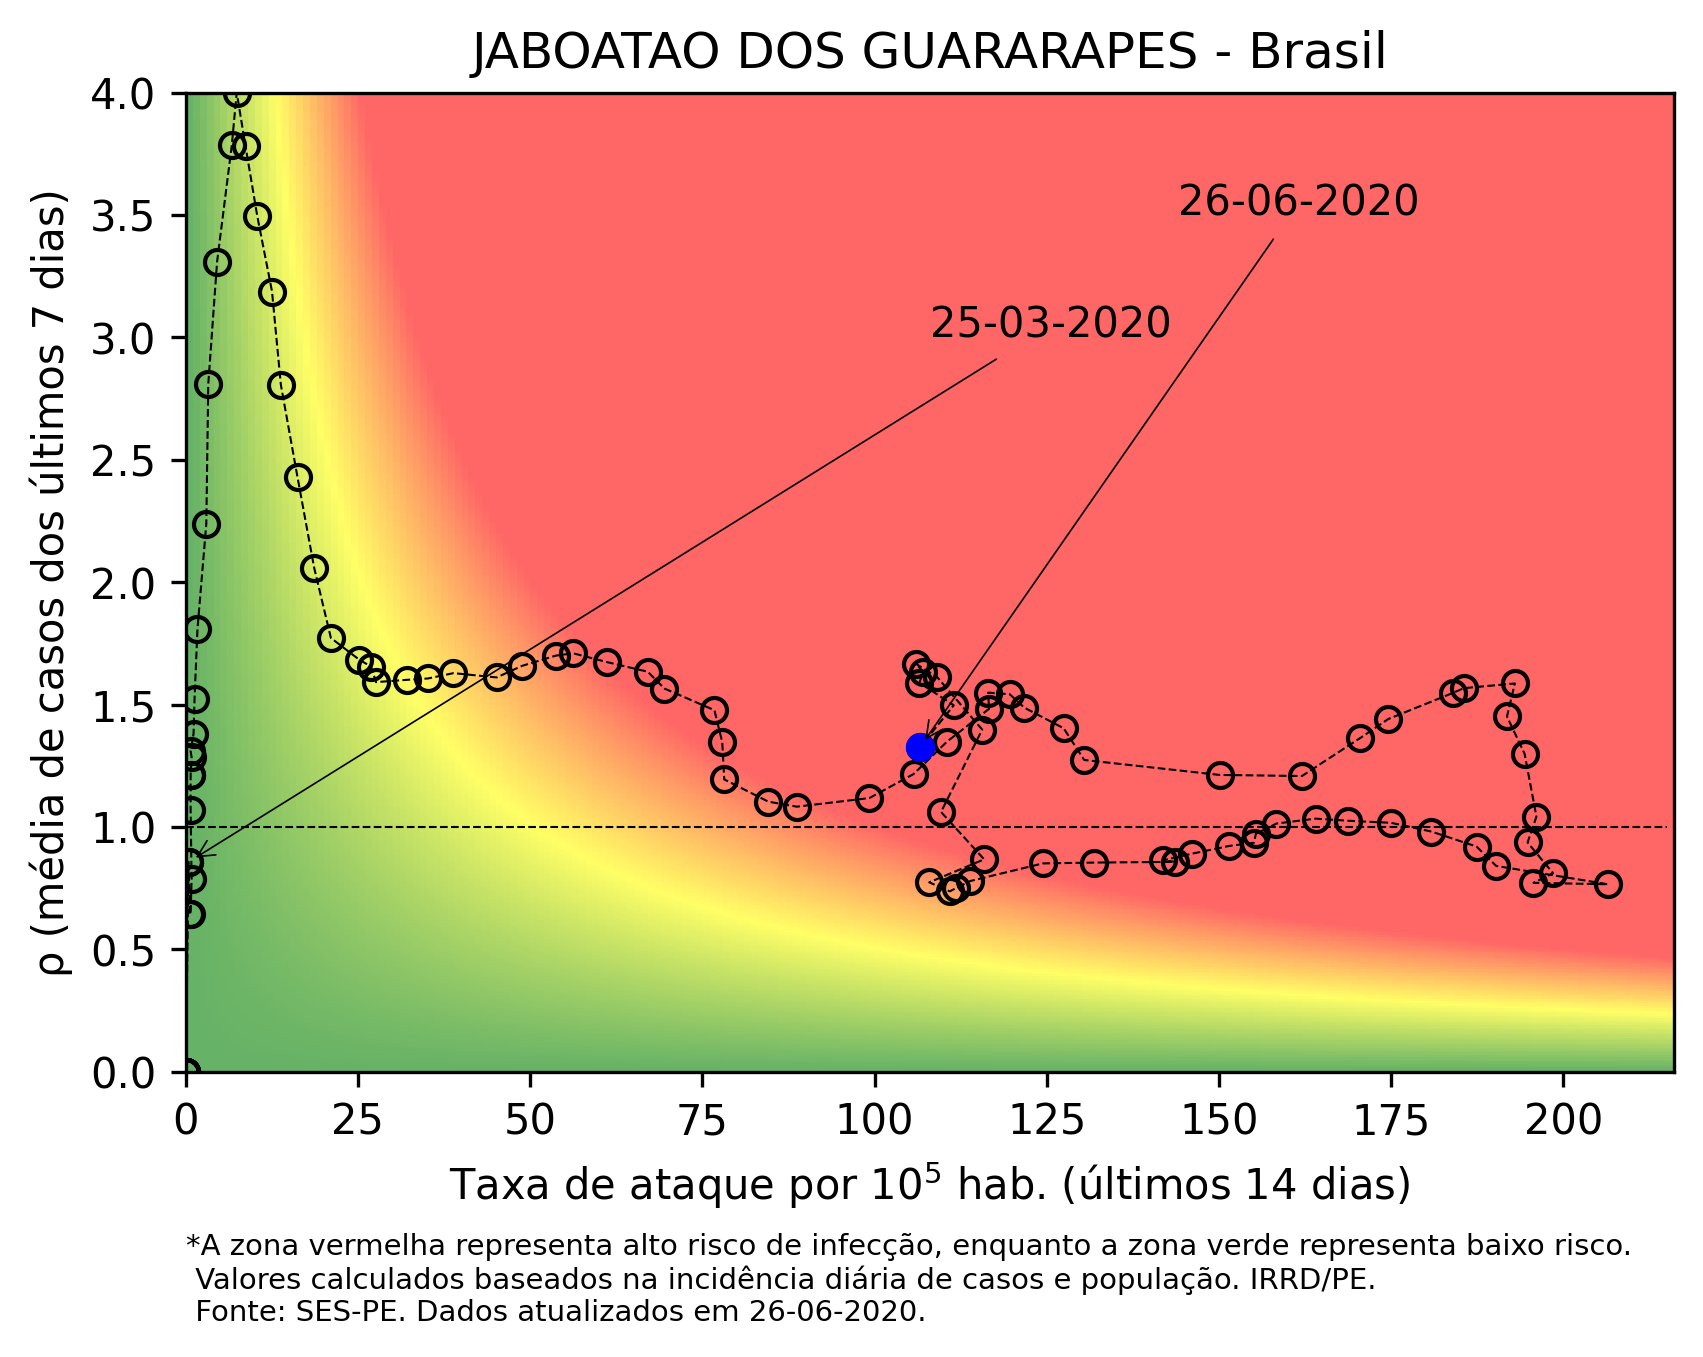 JABOATAO DOS GUARARAPES - Brasil
ρ (média de casos dos últimos 7 dias)
4.0
3.5
3.0
2.5
2.0
1.5
1.0
0.5
0.0
26-06-2020
25-03-2020
0 25 50 75 100 125 150 175 200
Taxa de ataque por 10⁵ hab. (últimos 14 dias)
*A zona vermelha representa alto risco de infecção, enquanto a zona verde representa baixo risco.
Valores calculados baseados na incidência diária de casos e população. IRRD/PE.
Fonte: SES-PE. Dados atualizados em 26-06-2020.